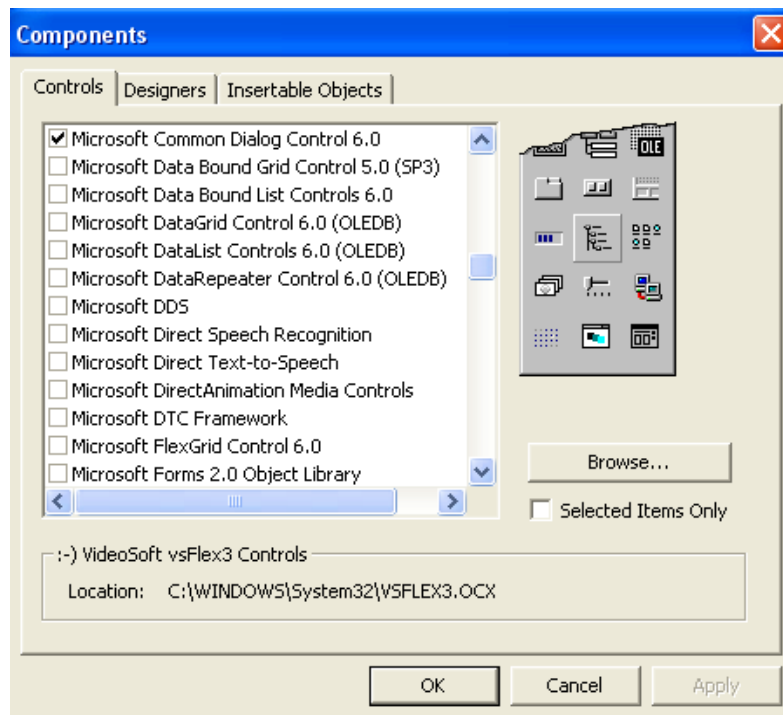 Components
Controls Designers Insertable Objects
Microsoft Common Dialog Control 6.0
Microsoft Data Bound Grid Control 5.0 (SP3)
Microsoft Data Bound List Controls 6.0
Microsoft DataGrid Control 6.0 (OLEDB)
Microsoft DataList Controls 6.0 (OLEDB)
Microsoft DataRepeater Control 6.0 (OLEDB)
Microsoft DDS
Microsoft Direct Speech Recognition
Microsoft Direct Text-to-Speech
Microsoft DirectAnimation Media Controls
Microsoft DTC Framework
Microsoft FlexGrid Control 6.0
Microsoft Forms 2.0 Object Library
OLE
Browse...
Selected Items Only
:-) VideoSoft vsFlex3 Controls
Location: C:\WINDOWS\System32\VSFLEX3.OCX
OK Cancel Apply